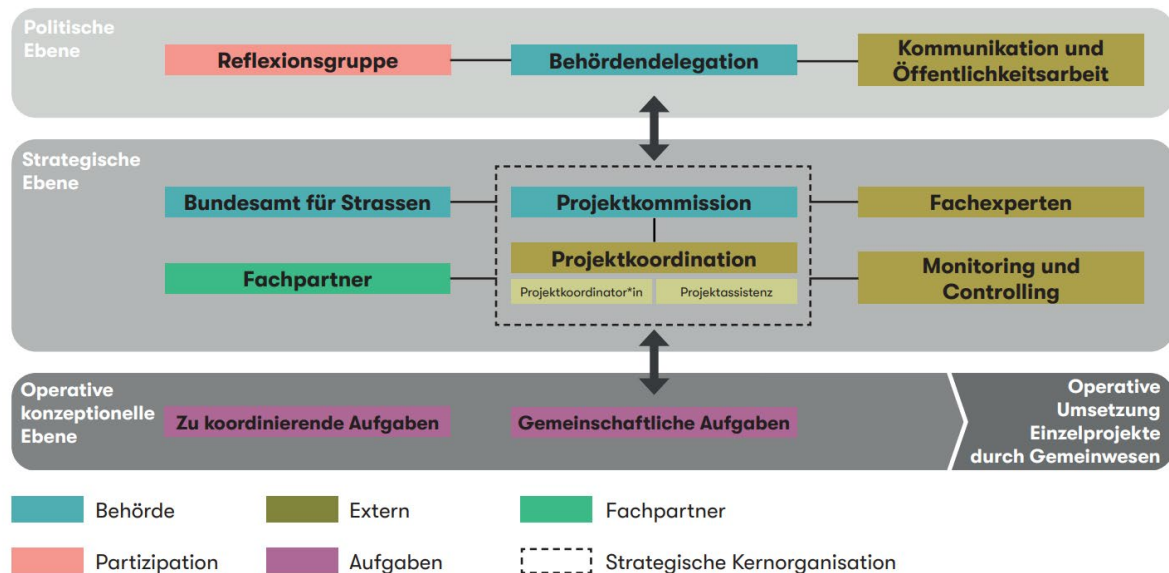 Politische
Ebene
Reflexionsgruppe
Behördendelegation
Kommunikation und
Öffentlichkeitsarbeit
Strategische
Ebene
Bundesamt für Strassen
Projektkommission
Fachexperten
Fachpartner
Projektkoordination
Projektkoordinator*in
Projektassistenz
Monitoring und
Controlling
Operative
konzeptionelle
Ebene
Zu koordinierende Aufgaben
Gemeinschaftliche Aufgaben
Operative
Umsetzung
Einzelprojekte
durch Gemeinwesen
Behörde
Extern
Fachpartner
Partizipation
Aufgaben
Strategische Kernorganisation